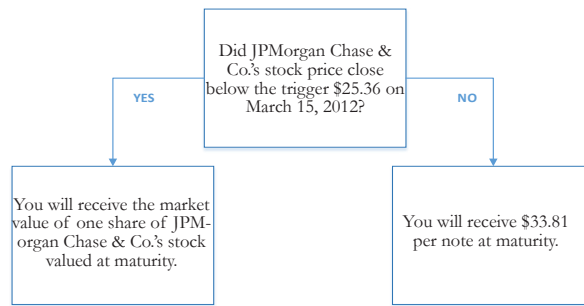 Did JPMorgan Chase &
Co.'s stock price close
below the trigger $25.36 on
March 15, 2012?
YES
NO
You will receive the market
value of one share of JPM-
organ Chase & Co.'s stock
valued at maturity.
You will receive $33.81
per note at maturity.